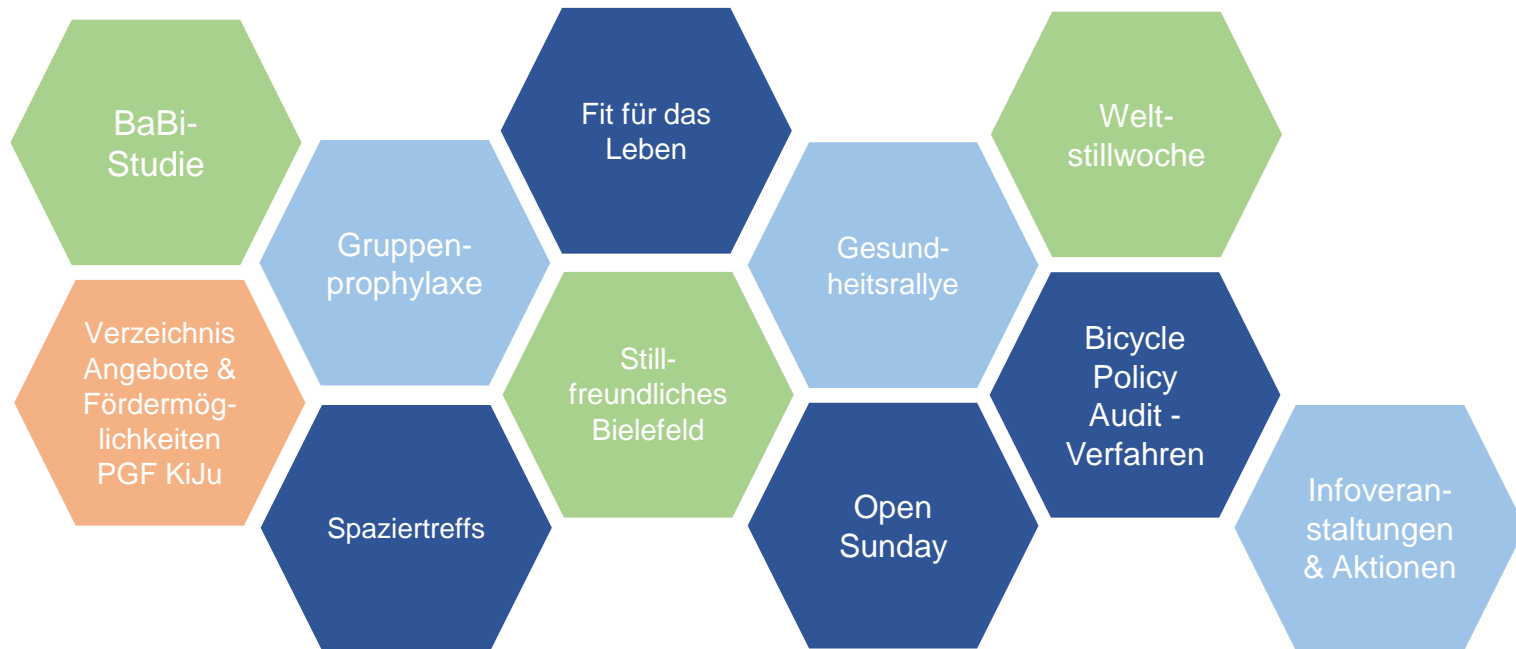 BaBi-
Studie
Fit für das
Leben
Welt-
stillwoche
Gruppen-
prophylaxe
Gesund-
heitsrallye
Verzeichnis
Angebote &
Fördermög-
lichkeiten
PGF KiJu
Still-
freundliches
Bielefeld
Bicycle
Policy
Audit -
Verfahren
Spaziertreffs
Open
Sunday
Infoveran-
staltungen
& Aktionen